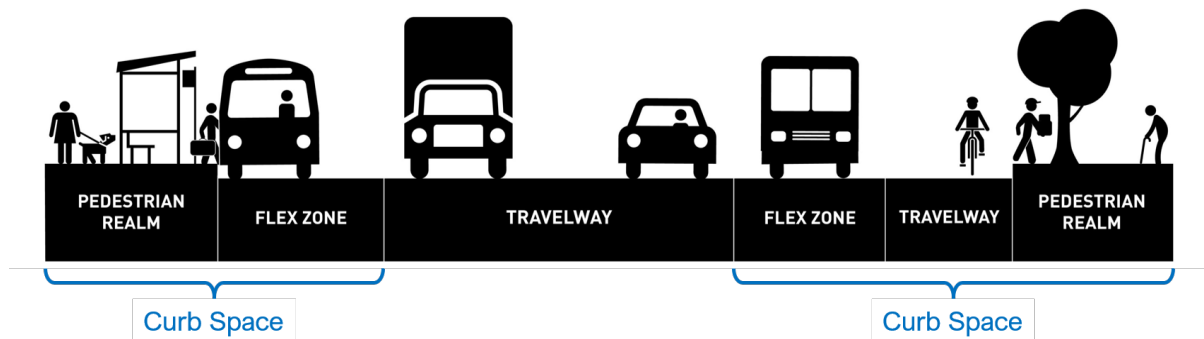 PEDESTRIAN
REALM
FLEX ZONE
TRAVELWAY
FLEX ZONE
TRAVELWAY
PEDESTRIAN
REALM
Curb Space
Curb Space